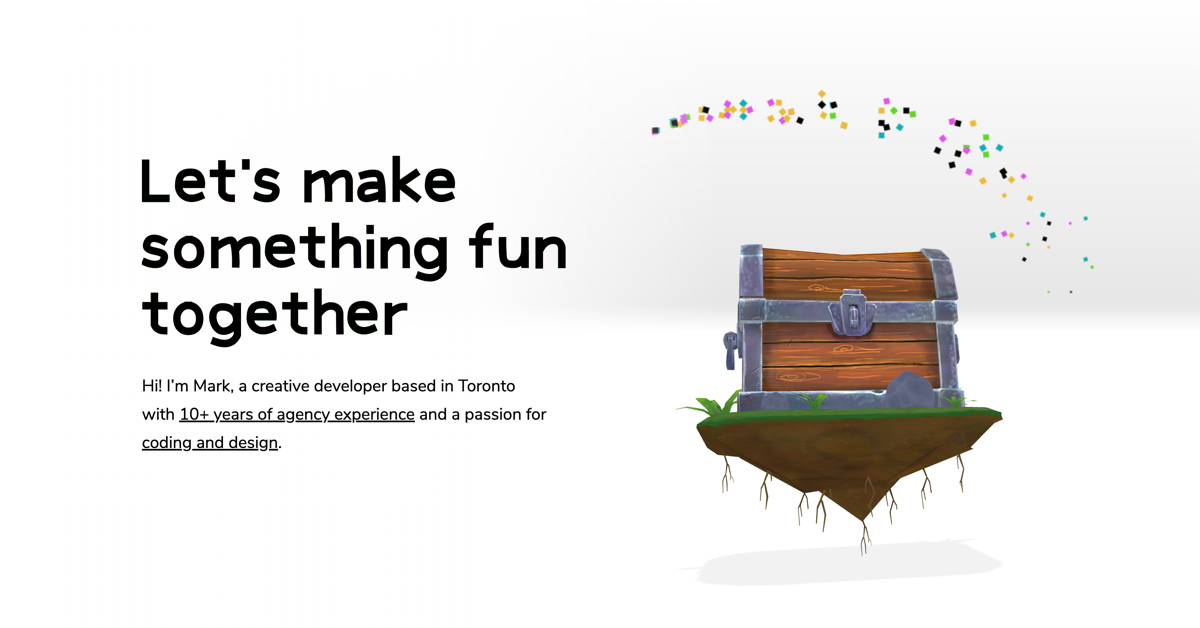 Let's make
something fun
together
Hi! I’m Mark, a creative developer based in Toronto
with 10+ years of agency experience and a passion for
coding and design.